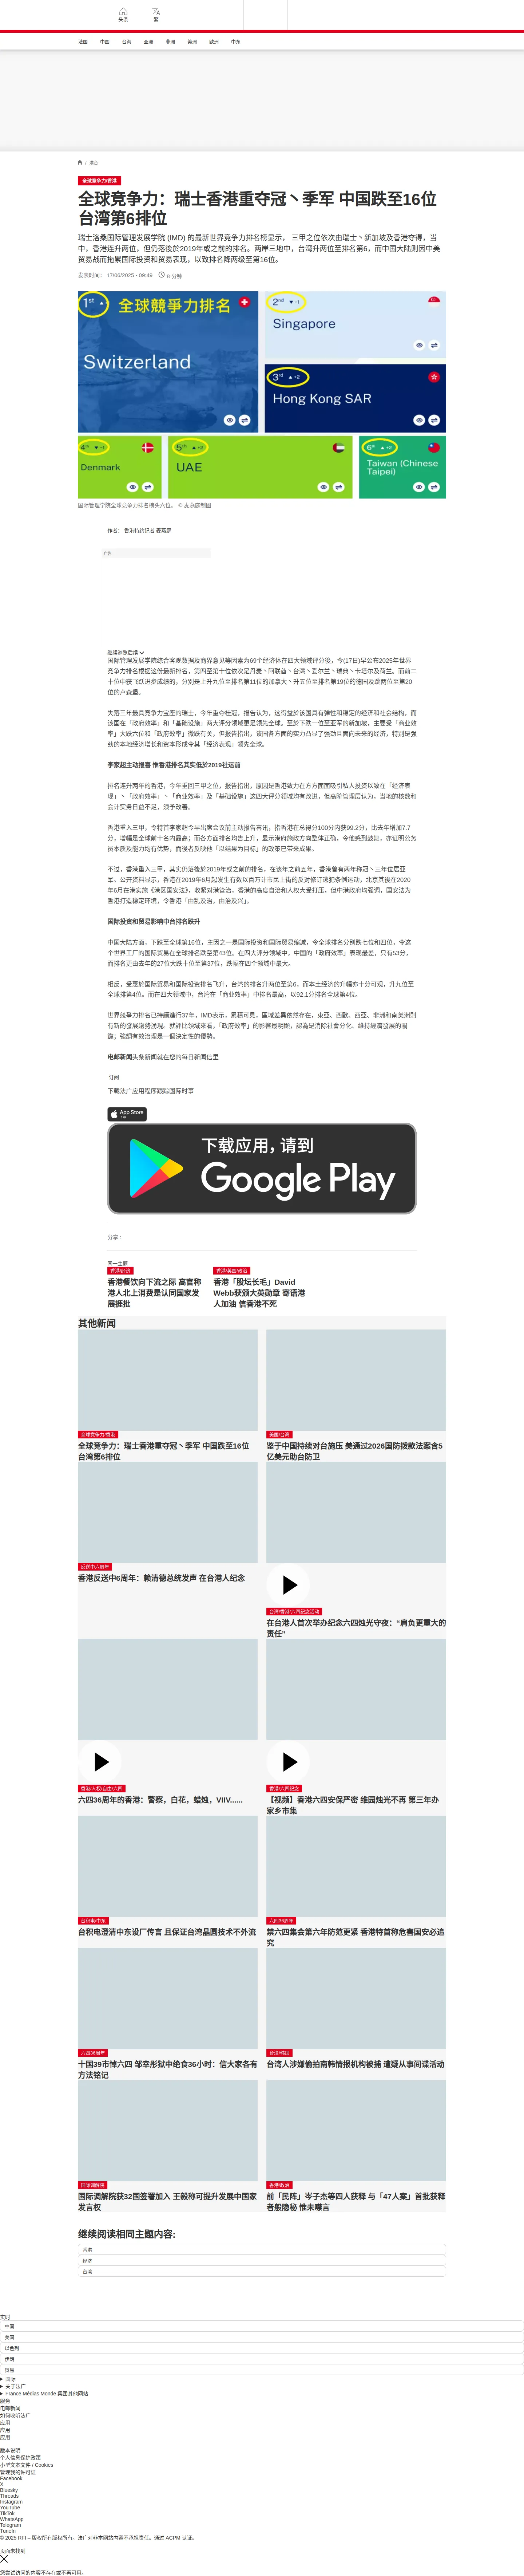 头条
繁
法国
中国
台海
亚洲
非洲
美洲
欧洲
中东
/ 港台
全球竞争力/香港
全球竞争力：瑞士香港重夺冠丶季军 中国跌至16位
台湾第6排位
瑞士洛桑国际管理发展学院 (IMD) 的最新世界竞争力排名榜显示， 三甲之位依次由瑞士丶新加坡及香港夺得，当
中，香港连升两位，但仍落後於2019年或之前的排名。两岸三地中，台湾升两位至排名第6，而中国大陆则因中美
贸易战而拖累国际投资和贸易表现，以致排名降两级至第16位。
发表时间： 17/06/2025 - 09:49
6 分钟
1st
全球競爭力排名
Switzerland
2nd
-1
Singapore
3rd
+2
Hong Kong SAR
4th
-1
Denmark
5th
+2
UAE
6th
+2
Taiwan (Chinese
Taipei)
国际管理学院全球竞争力排名榜头六位。 © 麦燕庭制图
作者： 香港特约记者 麦燕庭
广告
继续浏览后续
国际管理发展学院结合客观数据及商界意见等因素为69个经济体在四大领域评分後，今(17)日早公布2025年世界
竞争力排名根据这份最新排名，第四至第十位依次是丹麦丶阿联酋丶台湾丶爱尔兰丶瑞典丶卡塔尔及荷兰。而前二
十位中获飞跃进步成绩的，分别是上升九位至排名第11位的加拿大丶升五位至排名第19位的德国及跳两位至第20
位的卢森堡。
失落三年最具竞争力宝座的瑞士，今年重夺桂冠，报告认为，这得益於该国具有弹性和稳定的经济和社会结构，而
该国在「政府效率」和「基础设施」两大评分领域更是领先全球。至於下跌一位至亚军的新加坡，主要受「商业效
率」大跌六位和「政府效率」微跌有关，但报告指出，该国各方面的实力凸显了强劲且面向未来的经济，特别是强
劲的本地经济增长和资本形成令其「经济表现」领先全球。
李家超主动报喜 惟香港排名其实低於2019社运前
排名连升两年的香港，今年重回三甲之位，报告指出，原因是香港致力在方方面面吸引私人投资以致在「经济表
现」丶「政府效率」丶「商业效率」及「基础设施」这四大评分领域均有改进，但高阶管理层认为，当地的核数和
会计实务日益不足，须予改善。
香港重入三甲，令特首李家超今早出席会议前主动报告喜讯，指香港在总得分100分内获99.2分，比去年增加7.7
分，增幅是全球前十名内最高；而各方面排名均告上升，显示港府施政方向整体正确，令他感到鼓舞，亦证明公务
员本质及能力均有优势，而後者反映他「以结果为目标」的政策已带来成果。
不过，香港重入三甲，其实仍落後於2019年或之前的排名，在该年之前五年，香港曾有两年称冠丶三年位居亚
军。公开资料显示，香港在2019年6月起发生有数以百万计市民上街的反对修订逃犯条例运动，北京其後在2020
年6月在港实施《港区国安法》，收紧对港管治，香港的高度自治和人权大受打压，但中港政府均强调，国安法为
香港打造稳定环境，令香港「由乱及治，由治及兴」。
国际投资和贸易影响中台排名跌升
中国大陆方面，下跌至全球第16位，主因之一是国际投资和国际贸易缩减，令全球排名分别跌七位和四位，令这
个世界工厂的国际贸易在全球排名跌至第43位。在四大评分领域中，中国的「政府效率」表现最差，只有53分，
而排名更由去年的27位大跌十位至第37位，跌幅在四个领域中最大。
相反，受惠於国际贸易和国际投资排名飞升，台湾的排名升两位至第6，而本土经济的升幅亦十分可观，升九位至
全球排第4位。而在四大领域中，台湾在「商业效率」中排名最高，以92.1分排名全球第4位。
世界競爭力排名已持續進行37年，IMD表示，累積可見，區域差異依然存在，東亞、西歐、西亞、非洲和南美洲則
有新的發展趨勢湧現。就評比領域來看，「政府效率」的影響最明顯，認為是消除社會分化、維持經濟發展的關
鍵；強調有效治理是一個決定性的優勢。
电邮新闻头条新闻就在您的每日新闻信里
订阅
下载法广应用程序跟踪国际时事
App Store
下载
下载应用，请到
Google Play
分享 :
同一主题
香港/经济
香港餐饮向下流之际 高官称
港人北上消费是认同国家发
展捱批
香港/英国/政治
香港「股坛长毛」David
Webb获颁大英勋章 寄语港
人加油 信香港不死
其他新闻
全球竞争力/香港
全球竞争力：瑞士香港重夺冠丶季军 中国跌至16位
台湾第6排位
美国/台湾
鉴于中国持续对台施压 美通过2026国防拨款法案含5
亿美元助台防卫
反送中六周年
香港反送中6周年：赖清德总统发声 在台港人纪念
台湾/香港/六四纪念活动
在台港人首次举办纪念六四烛光守夜：“肩负更重大的
责任”
香港/人权/自由/六四
六四36周年的香港：警察，白花，蜡烛，VIIV……
香港/六四纪念
【视频】香港六四安保严密 维园烛光不再 第三年办
家乡市集
台积电/中东
台积电澄清中东设厂传言 且保证台湾晶圆技术不外流
六四36周年
禁六四集会第六年防范更紧 香港特首称危害国安必追
究
六四36周年
十国39市悼六四 邹幸彤狱中绝食36小时：信大家各有
方法铭记
台湾/韩国
台湾人涉嫌偷拍南韩情报机构被捕 遭疑从事间谍活动
国际调解院
国际调解院获32国签署加入 王毅称可提升发展中国家
发言权
香港/政治
前「民阵」岑子杰等四人获释 与「47人案」首批获释
者般隐秘 惟未噤言
继续阅读相同主题内容:
香港
经济
台湾
实时
中国
美国
以色列
伊朗
贸易
国际
关于法广
France Médias Monde 集团其他网站
服务
电邮新闻
如何收听法广
应用
应用
应用
版本说明
个人信息保护政策
小型文本文件 / Cookies
管理我的许可证
Facebook
X
Bluesky
Threads
Instagram
YouTube
TikTok
WhatsApp
Telegram
TuneIn
© 2025 RFI – 版权所有版权所有。法广对非本网站内容不承担责任。通过 ACPM 认证。
页面未找到
您尝试访问的内容不存在或不再可用。